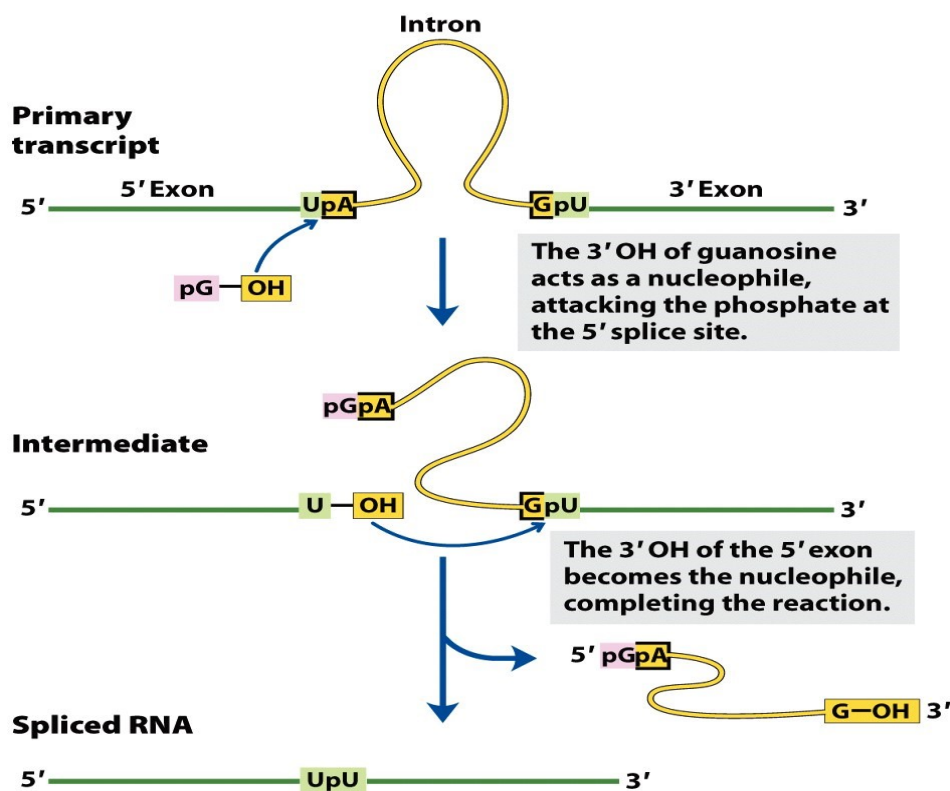 Intron
Primary
transcript
5′ Exon
3′ Exon
5′
UpA
GpU
3′
pG
OH
The 3′ OH of guanosine
acts as a nucleophile,
attacking the phosphate at
the 5′ splice site.
pGpA
Intermediate
5′
U
OH
GpU
3′
The 3′ OH of the 5′ exon
becomes the nucleophile,
completing the reaction.
5′ pGpA
G–OH 3′
Spliced RNA
5′
UpU
3′